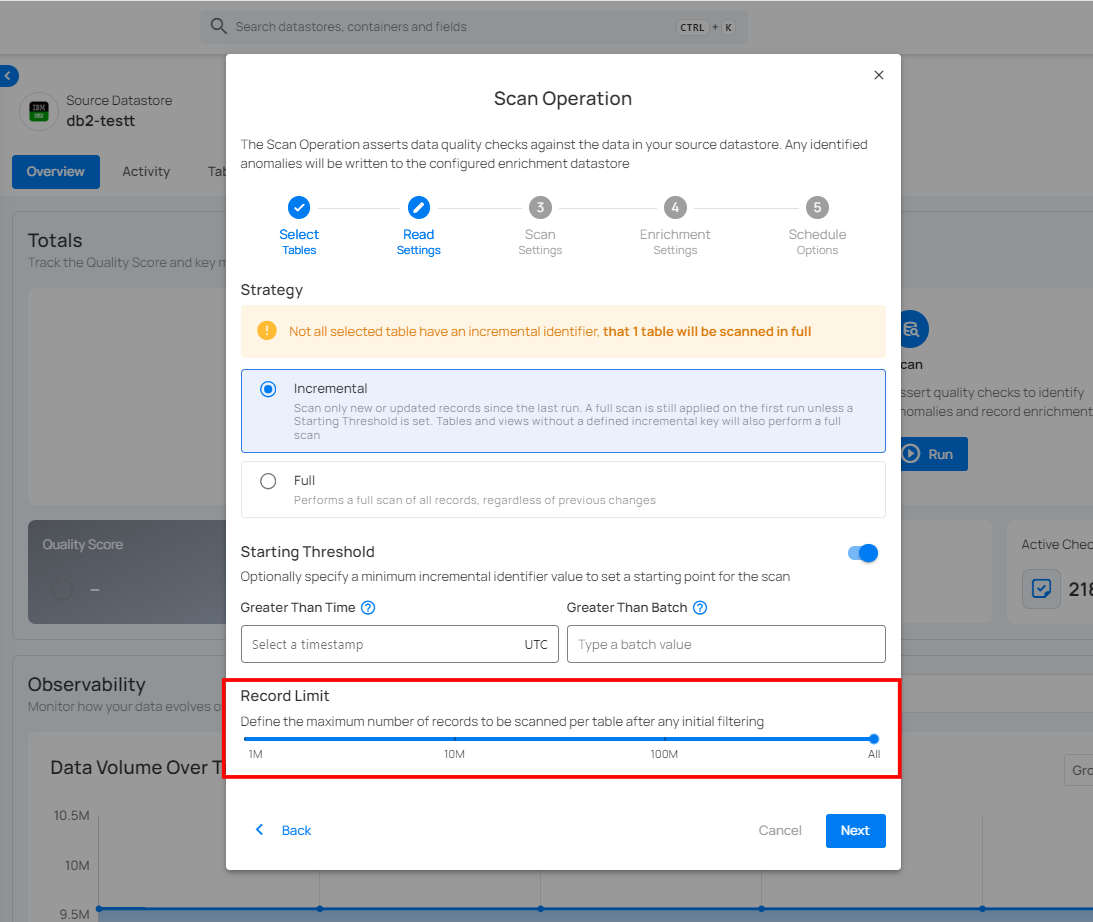 Search datastores, containers and fields
CTRL + K
Source Datastore
db2-testt
IBM
Db2
Overview
Activity
Tab
Totals
Track the Quality Score and key m
Quality Score
–
Observability
Monitor how your data evolves o
Data Volume Over T
10.5M
10M
9.5M
Scan Operation
The Scan Operation asserts data quality checks against the data in your source datastore. Any identified
anomalies will be written to the configured enrichment datastore
3
4
5
Select
Tables
Read
Settings
Scan
Settings
Enrichment
Settings
Schedule
Options
Strategy
Not all selected table have an incremental identifier, that 1 table will be scanned in full
Incremental
Scan only new or updated records since the last run. A full scan is still applied on the first run unless a
Starting Threshold is set. Tables and views without a defined incremental key will also perform a full
scan
Full
Performs a full scan of all records, regardless of previous changes
Starting Threshold
Optionally specify a minimum incremental identifier value to set a starting point for the scan
Greater Than Time
Greater Than Batch
Select a timestamp
UTC
Type a batch value
Record Limit
Define the maximum number of records to be scanned per table after any initial filtering
1M
10M
100M
All
Back
Cancel
Next
can
ssert quality checks to identify
nomalies and record enrichment
Run
Active Chec
218
Gro